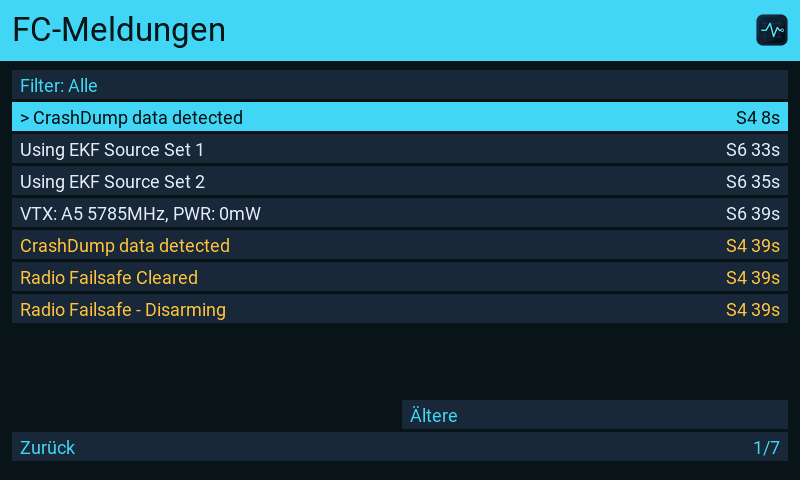 FC-Meldungen
Filter: Alle
> CrashDump data detected S4 8s
Using EKF Source Set 1 S6 33s
Using EKF Source Set 2 S6 35s
VTX: A5 5785MHz, PWR: 0mW S6 39s
CrashDump data detected S4 39s
Radio Failsafe Cleared S4 39s
Radio Failsafe - Disarming S4 39s
Ältere
Zurück 1/7